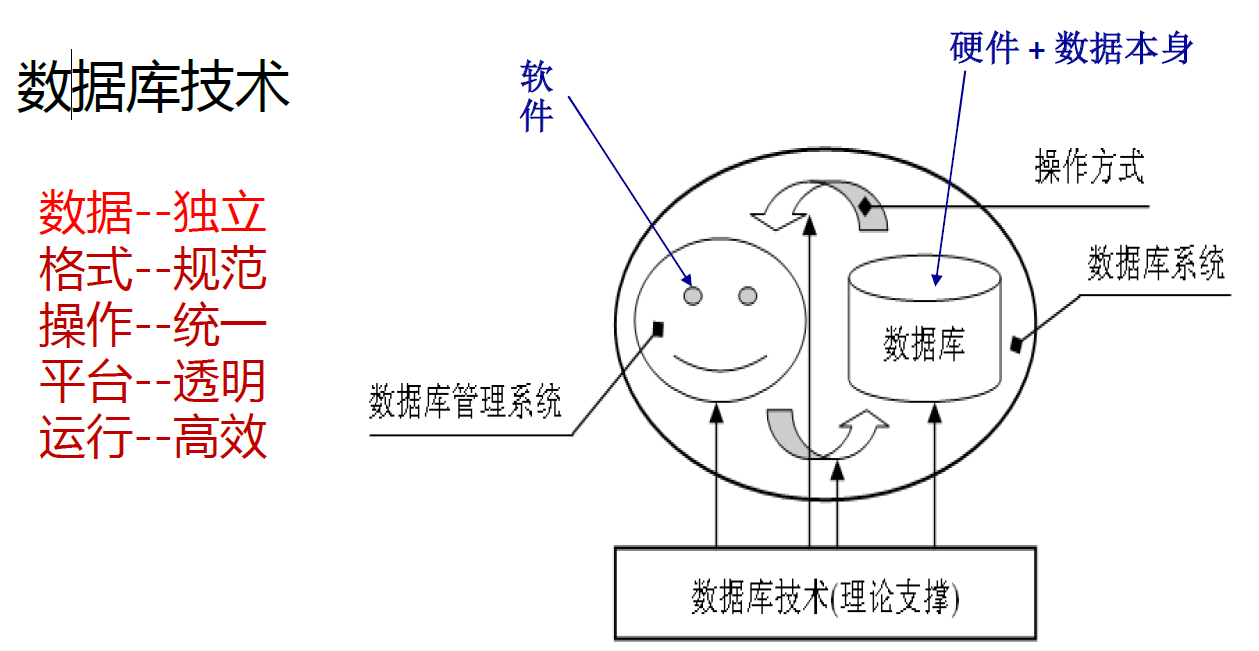 数据库技术
数据--独立
格式--规范
操作--统一
平台--透明
运行--高效
软
件
硬件 + 数据本身
操作方式
数据库系统
数据库
数据库管理系统
数据库技术(理论支撑)